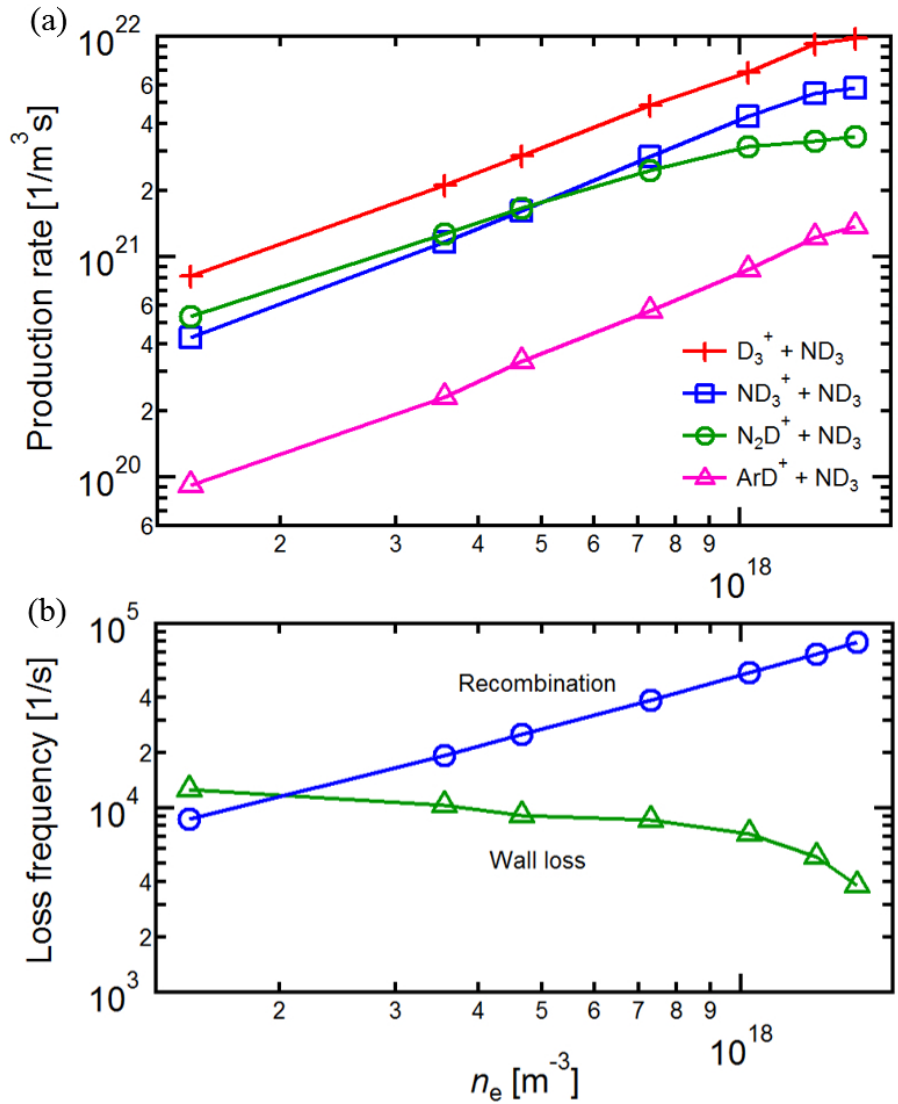 (a)
10^22
6
4
2
10^21
6
4
2
10^20
6
Production rate [1/m^3 s]
D3^+ + ND3
ND3^+ + ND3
N2D^+ + ND3
ArD^+ + ND3
2 3 4 5 6 7 8 9
10^18
(b)
10^5
4
2
10^4
4
2
10^3
Loss frequency [1/s]
Recombination
Wall loss
2 3 4 5 6 7 8 9
10^18
ne [m^-3]